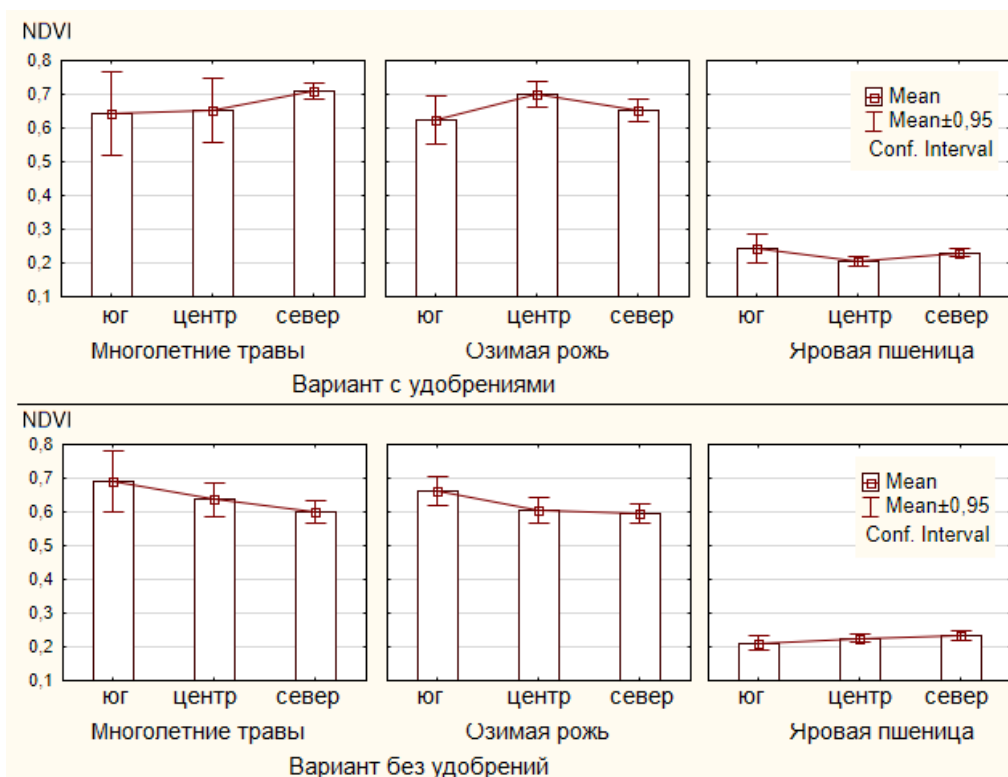 NDVI
0,8
0,7
0,6
0,5
0,4
0,3
0,2
0,1
Mean
Mean±0,95
Conf. Interval
юг центр север юг центр север юг центр север
Многолетние травы Озимая рожь Яровая пшеница
Вариант с удобрениями
NDVI
0,8
0,7
0,6
0,5
0,4
0,3
0,2
0,1
Mean
Mean±0,95
Conf. Interval
юг центр север юг центр север юг центр север
Многолетние травы Озимая рожь Яровая пшеница
Вариант без удобрений